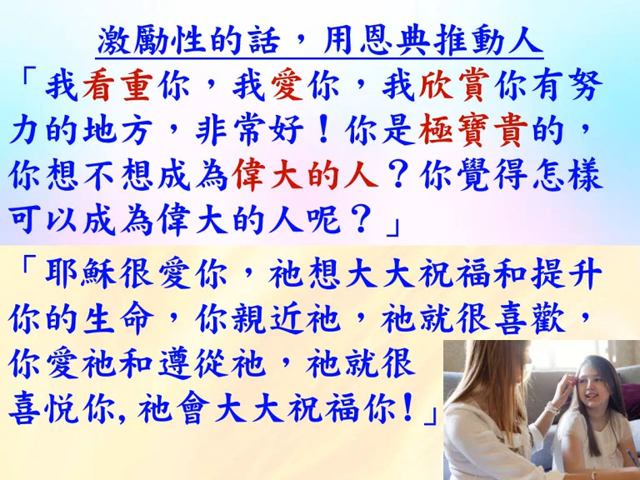 激勵性的話，用恩典推動人
「我看重你，我愛你，我欣賞你有努
力的地方，非常好！你是極寶貴的，
你想不想成為偉大的人？你覺得怎樣
可以成為偉大的人呢？」
「耶穌很愛你，祂想大大祝福和提升
你的生命，你親近祂，祂就很喜歡，
你愛祂和遵從祂，祂就很
喜悅你,祂會大大祝福你!」